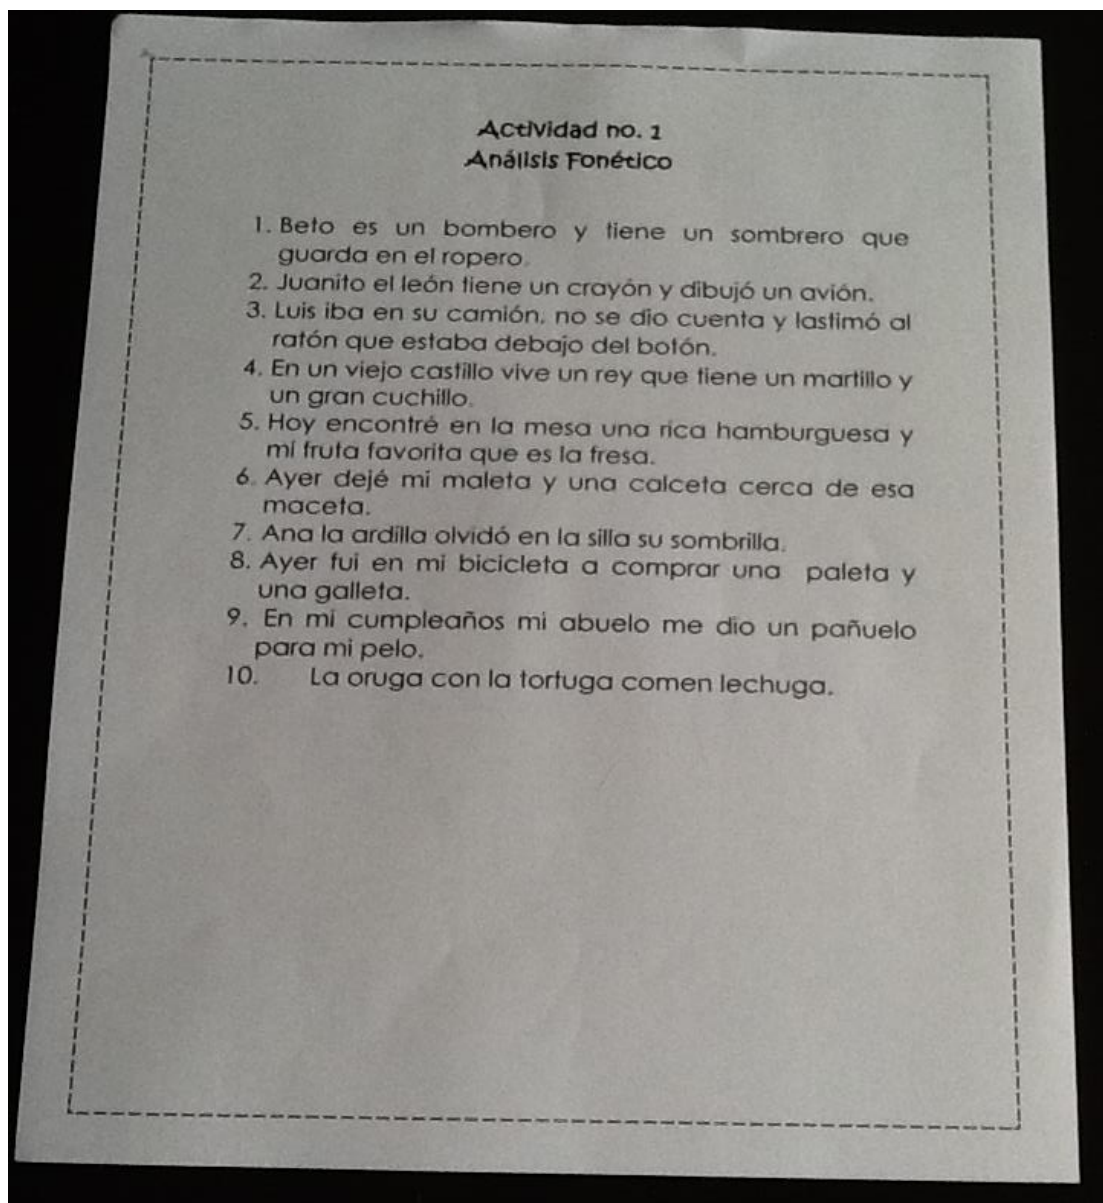 Actividad no. 1
Análisis Fonético
1. Beto es un bombero y tiene un sombrero que
guarda en el ropero.
2. Juanito el león tiene un crayón y dibujó un avión.
3. Luis iba en su camión, no se dio cuenta y lastimó al
ratón que estaba debajo del botón.
4. En un viejo castillo vive un rey que tiene un martillo y
un gran cuchillo.
5. Hoy encontré en la mesa una rica hamburguesa y
mi fruta favorita que es la fresa.
6. Ayer dejé mi maleta y una calceta cerca de esa
maceta.
7. Ana la ardilla olvidó en la silla su sombrilla.
8. Ayer fui en mi bicicleta a comprar una paleta y
una galleta.
9. En mi cumpleaños mi abuelo me dio un pañuelo
para mi pelo.
10. La oruga con la tortuga comen lechuga.